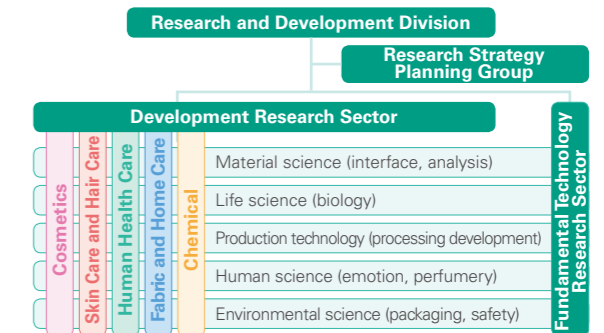 Research and Development Division
Research Strategy
Planning Group
Development Research Sector
Cosmetics
Skin Care and Hair Care
Human Health Care
Fabric and Home Care
Chemical
Material science (interface, analysis)
Life science (biology)
Production technology (processing development)
Human science (emotion, perfumery)
Environmental science (packaging, safety)
Fundamental Technology
Research Sector